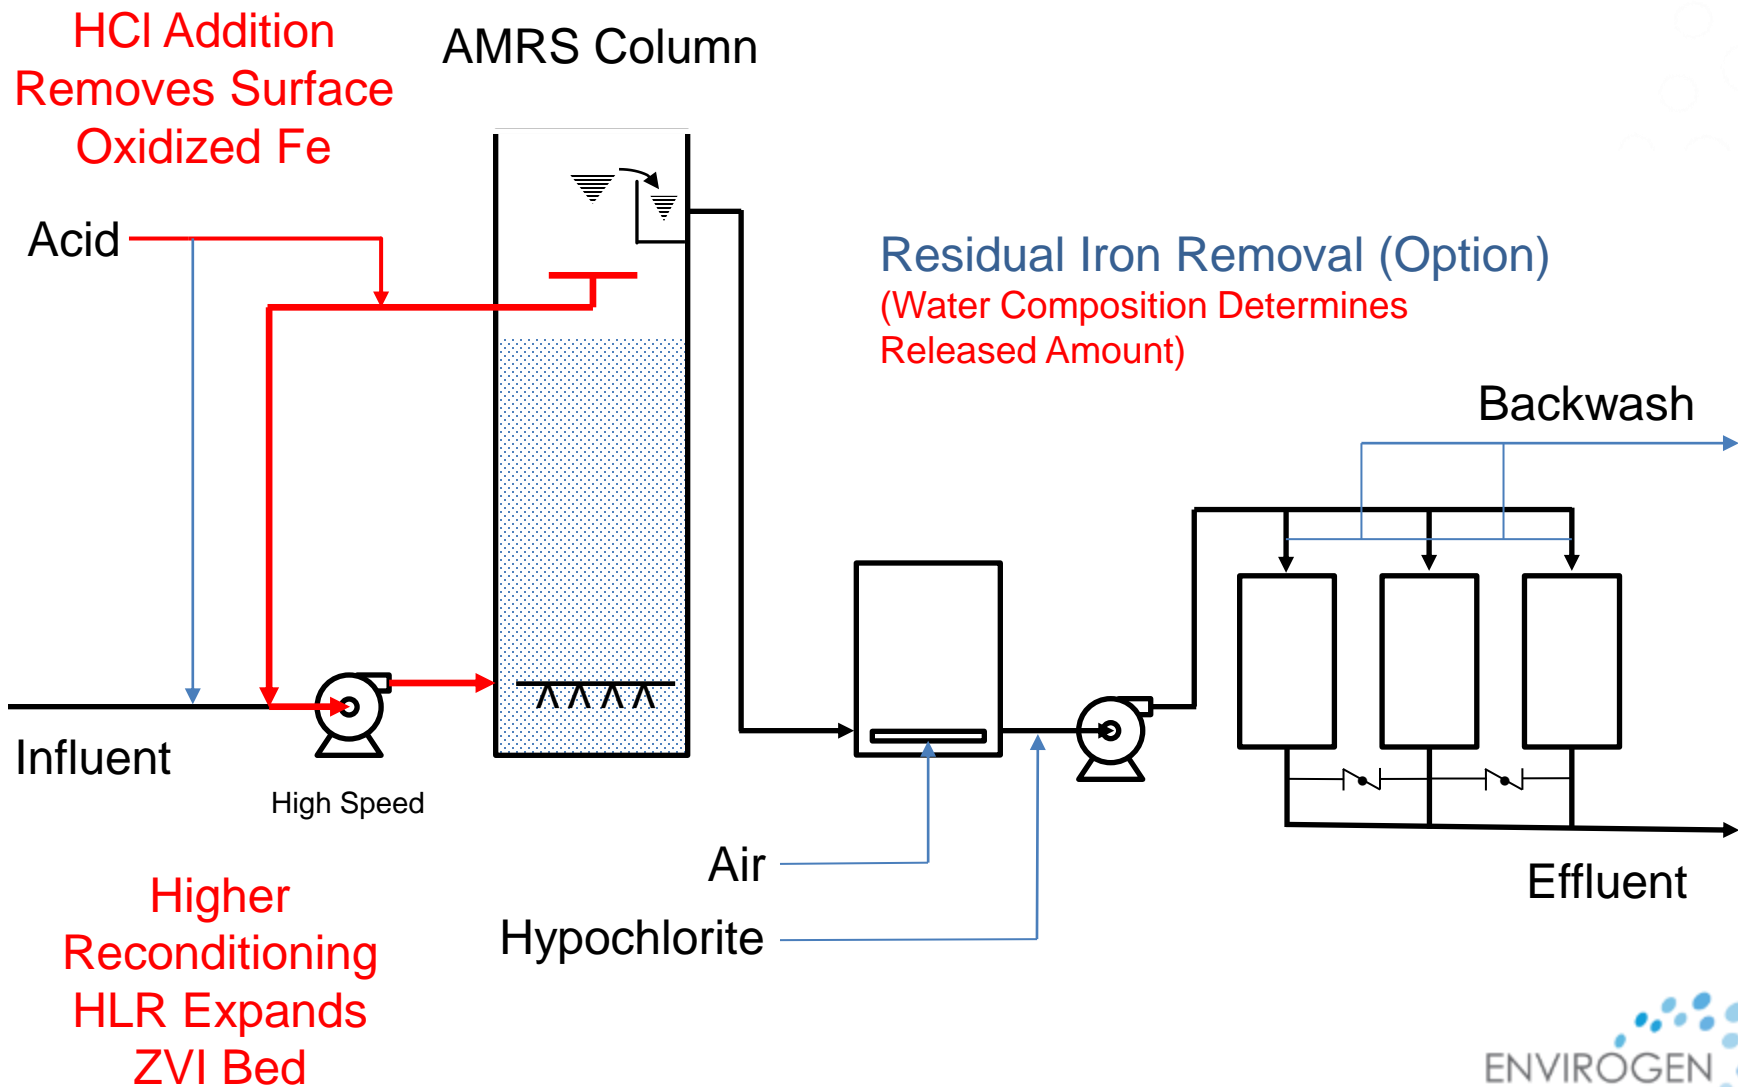 HCl Addition
Removes Surface
Oxidized Fe
AMRS Column
Acid
Residual Iron Removal (Option)
(Water Composition Determines
Released Amount)
Backwash
Influent
High Speed
Air
Hypochlorite
Effluent
Higher
Reconditioning
HLR Expands
ZVI Bed
ENVIROGEN